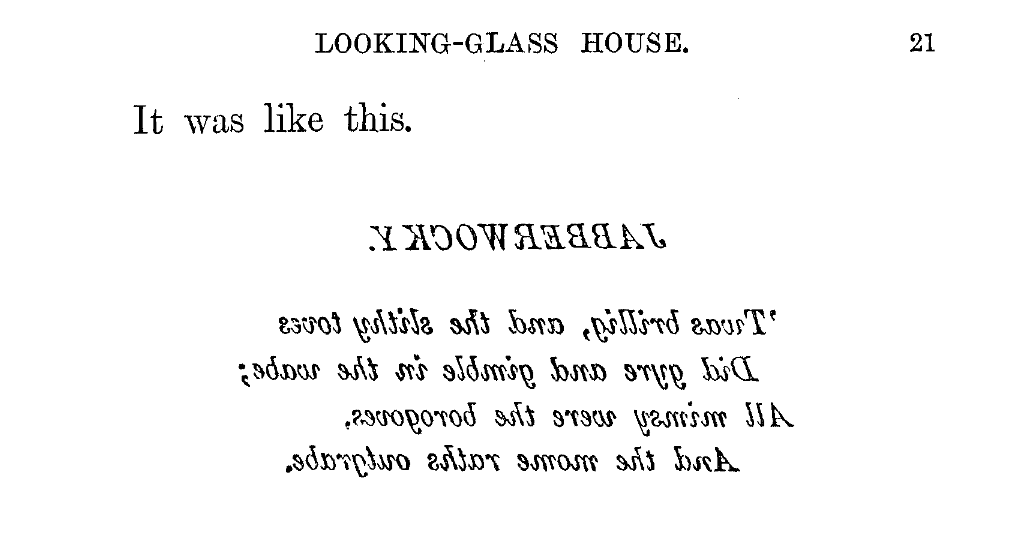 LOOKING-GLASS HOUSE. 21
It was like this.
JABBERWOCKY.
'Twas brillig, and the slithy toves
Did gyre and gimble in the wabe;
All mimsy were the borogoves,
And the mome raths outgrabe.